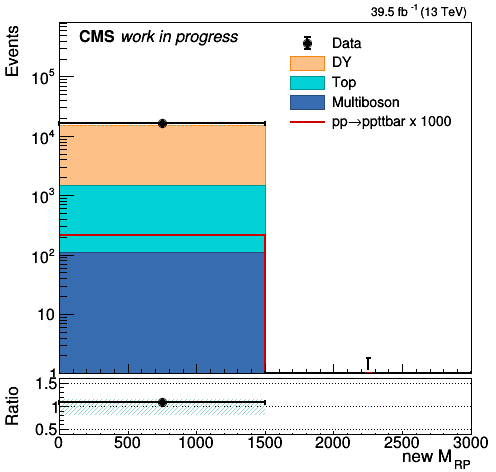 39.5 fb⁻¹ (13 TeV)
CMS work in progress
Events
Data
DY
Top
Multiboson
pp→ppttbar x 1000
10⁵
10⁴
10³
10²
10
1
Ratio
1.5
1
0.5
0 500 1000 1500 2000 2500 3000
new M_RP